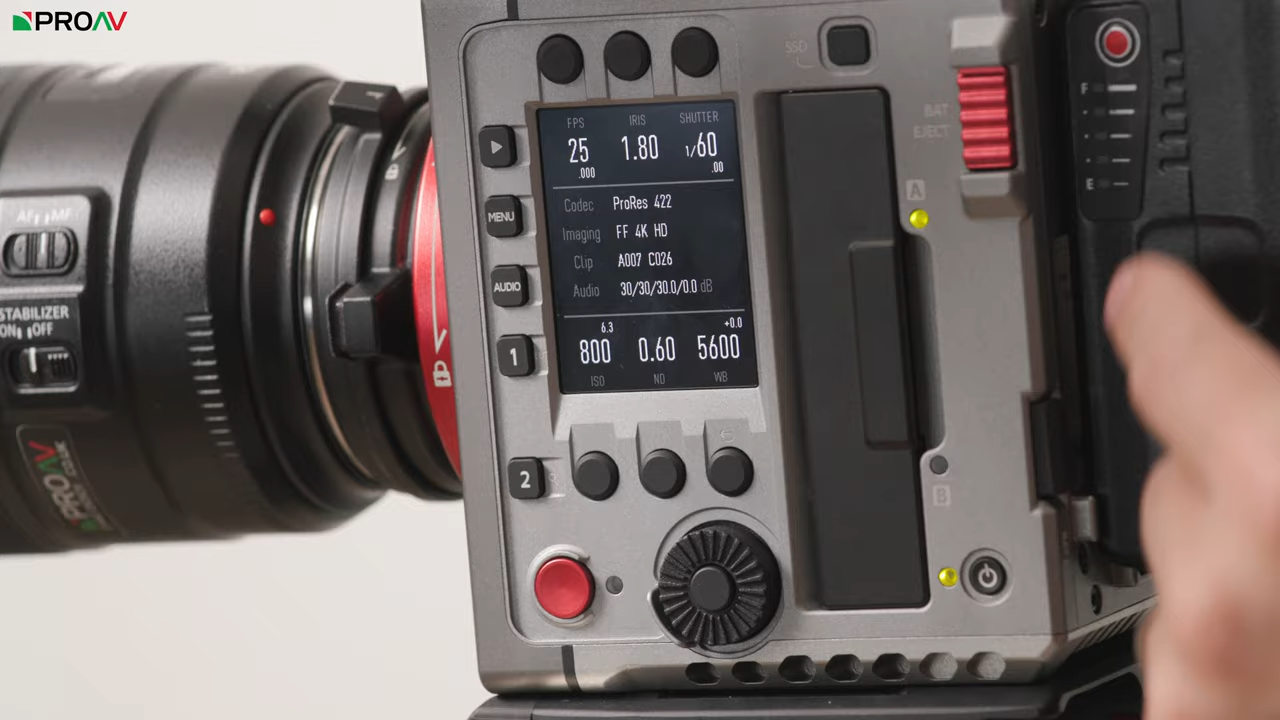 PROAV
SSD
BAT
EJECT
F
E
A
B
AF MF
STABILIZER
ON OFF
PROAV
MENU
AUDIO
1
2
FPS IRIS SHUTTER
25 1.80 1/60
.000 .00
Codec ProRes 422
Imaging FF 4K HD
Clip A007 C026
Audio 30/30/30.0/0.0 dB
6.3 +0.0
800 0.60 5600
ISO ND WB